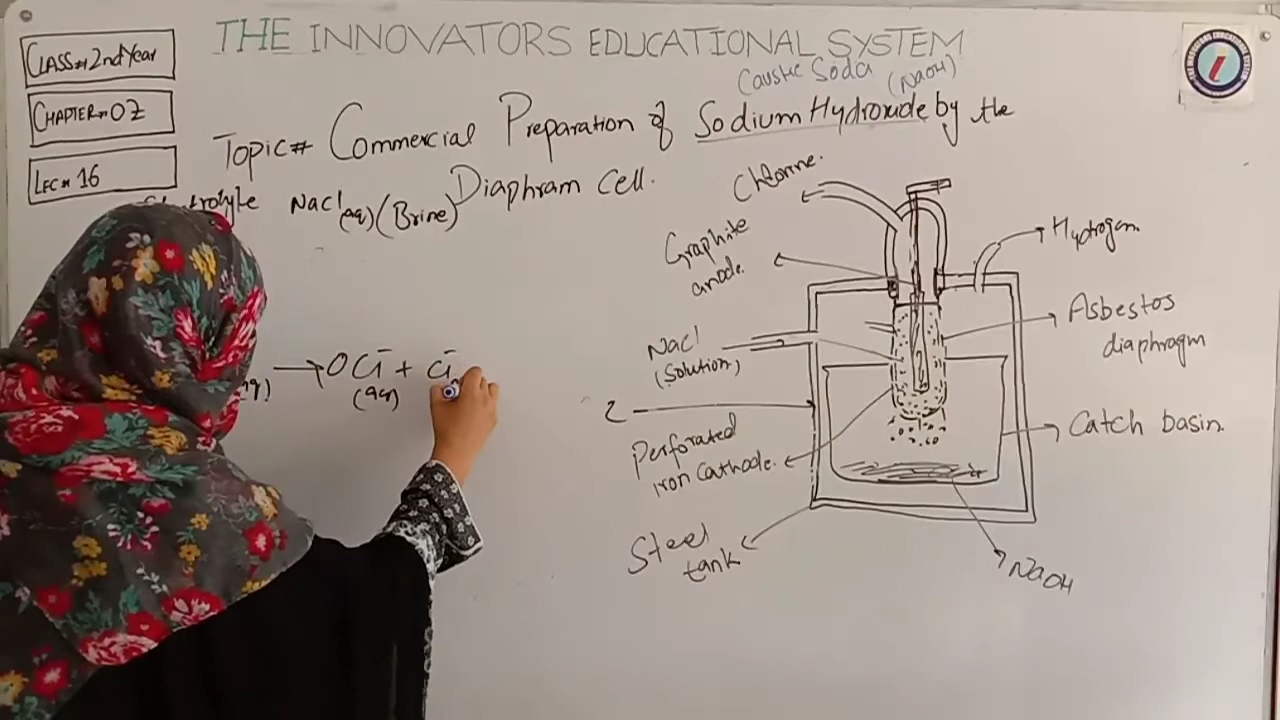 THE INNOVATORS EDUCATIONAL SYSTEM
CLASS# 2nd Year
CHAPTER# 02
LEC# 16
Caustic Soda (NaOH)
Topic# Commercial Preparation of Sodium Hydroxide by the
Diaphram Cell.
NaCl(aq)(Brine)
→ OCl⁻ + Cl⁻
(aq)
Chlorine.
Hydrogen
Graphite
anode.
Asbestos
diaphragm
NaCl
(Solution)
2
Catch basin.
Perforated
iron cathode.
Steel
tank
NaOH